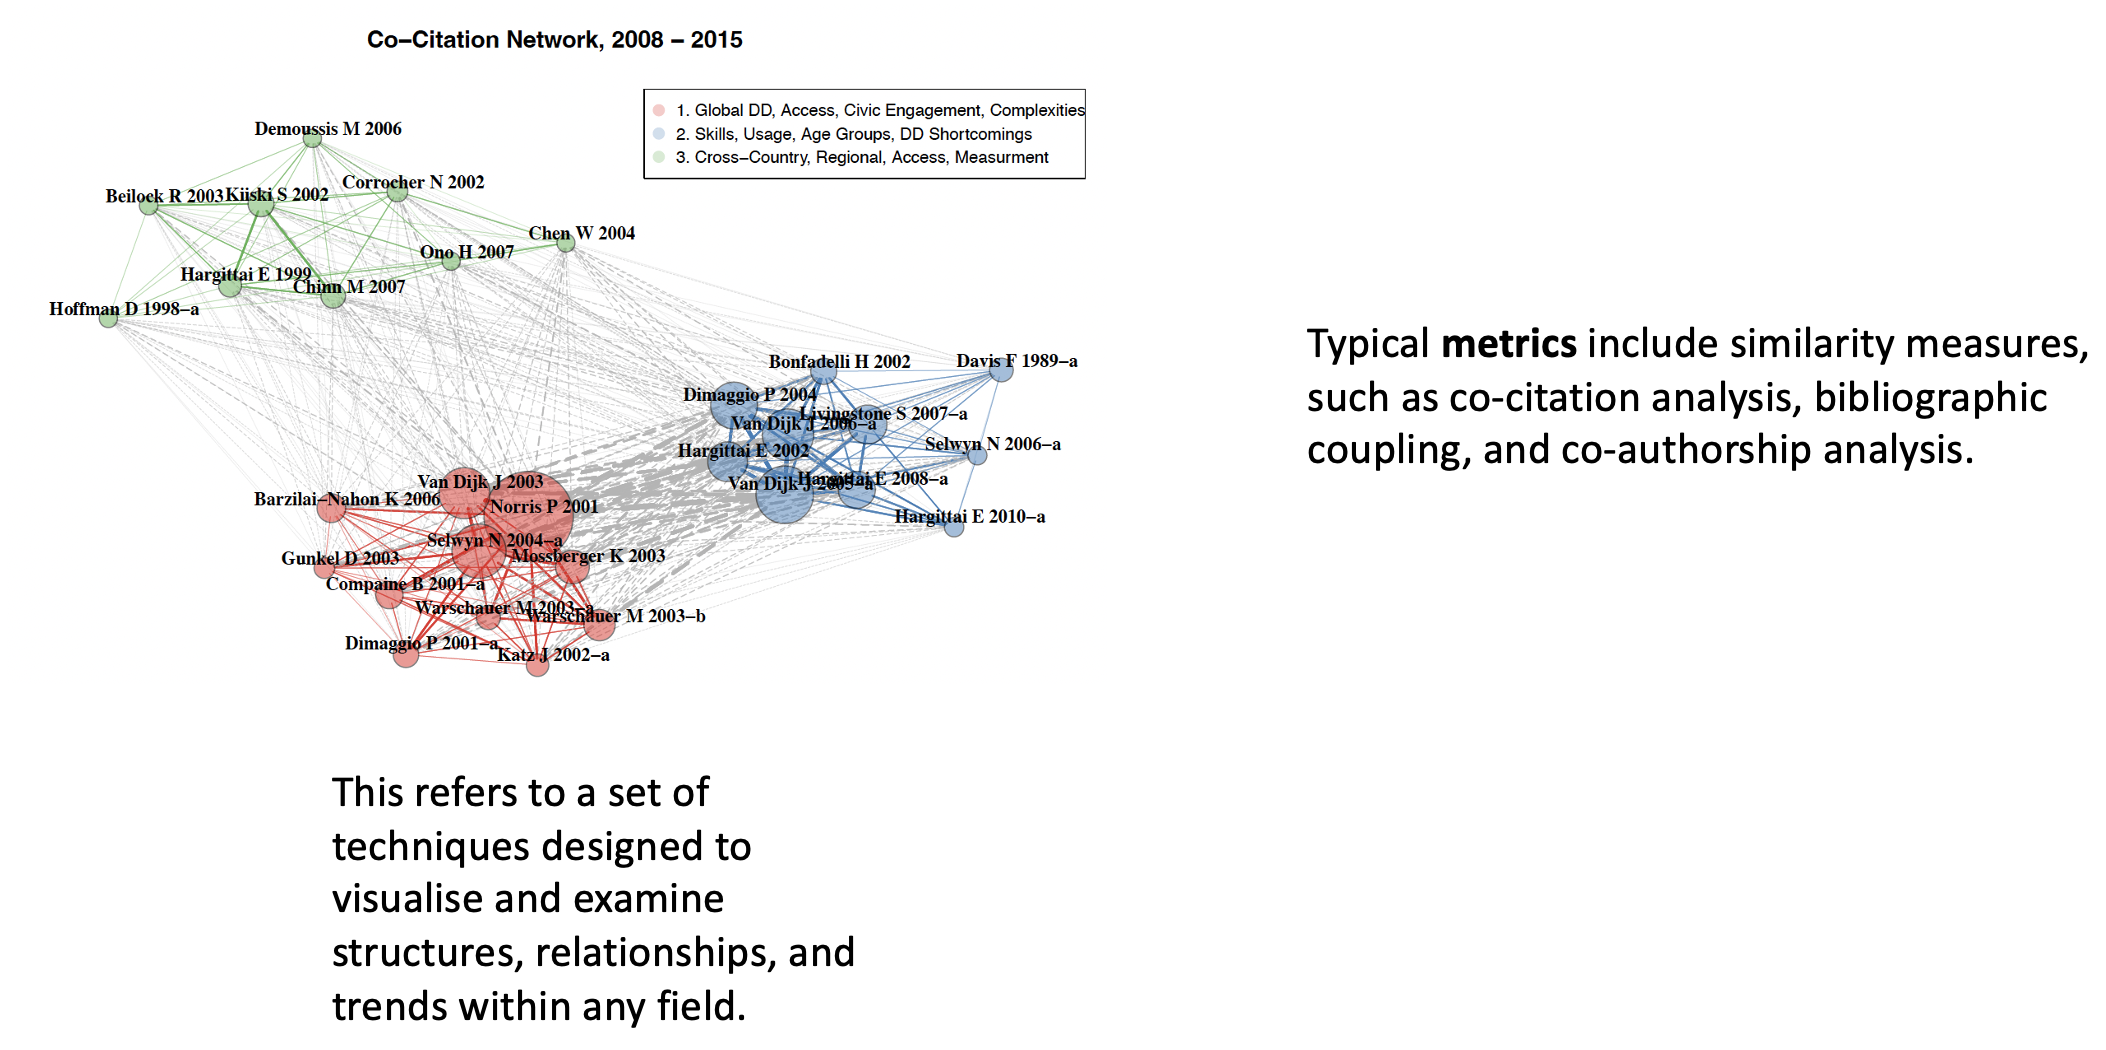 Co−Citation Network, 2008 − 2015
1. Global DD, Access, Civic Engagement, Complexities
2. Skills, Usage, Age Groups, DD Shortcomings
3. Cross−Country, Regional, Access, Measurment
Demoussis M 2006
Corrocher N 2002
Beilock R 2003
Kiiski S 2002
Chen W 2004
Ono H 2007
Hargittai E 1999
Chinn M 2007
Hoffman D 1998−a
Bonfadelli H 2002
Davis F 1989−a
Dimaggio P 2004
Livingstone S 2007−a
Van Dijk J 2006−a
Selwyn N 2006−a
Hargittai E 2002
Hargittai E 2008−a
Van Dijk J 2005−a
Hargittai E 2010−a
Van Dijk J 2003
Barzilai−Nahon K 2006
Norris P 2001
Selwyn N 2004−a
Mossberger K 2003
Gunkel D 2003
Compaine B 2001−a
Warschauer M 2003−a
Warschauer M 2003−b
Dimaggio P 2001−a
Katz J 2002−a
Typical metrics include similarity measures,
such as co-citation analysis, bibliographic
coupling, and co-authorship analysis.
This refers to a set of
techniques designed to
visualise and examine
structures, relationships, and
trends within any field.